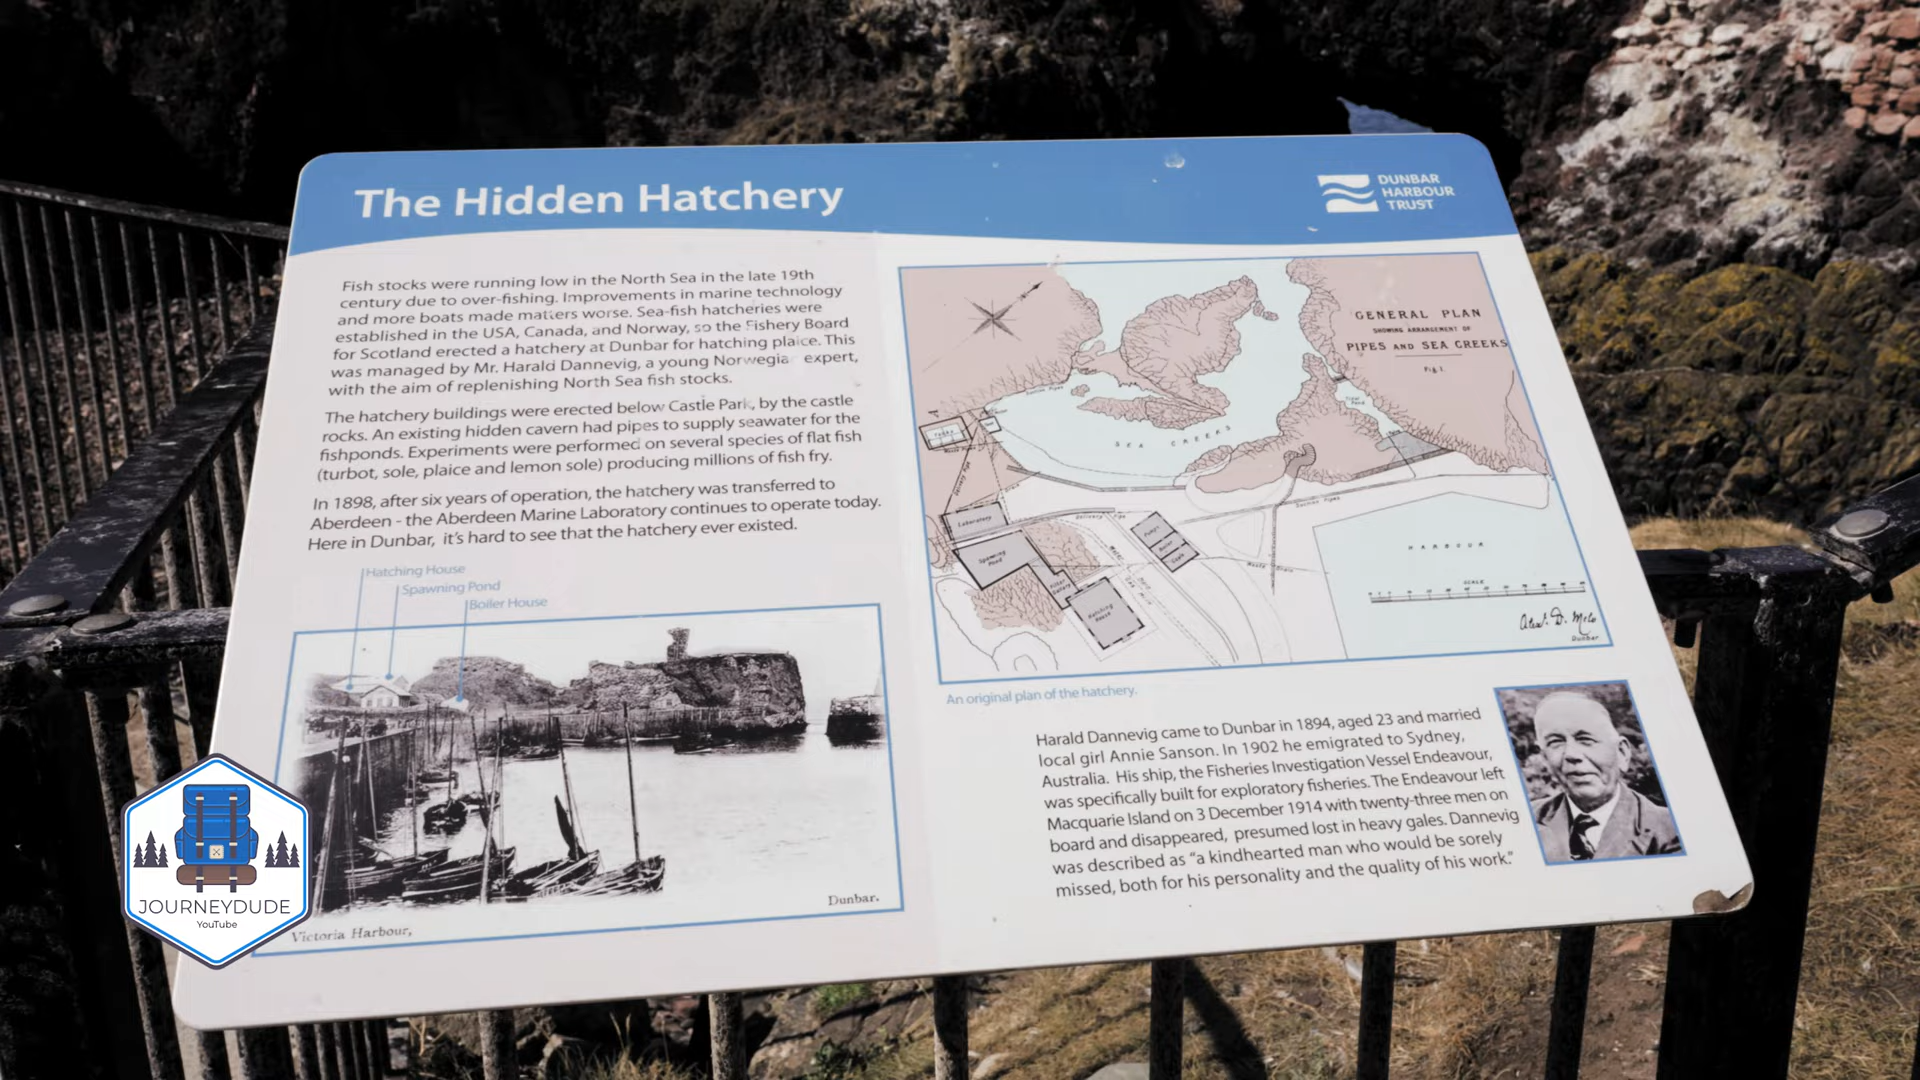 The Hidden Hatchery
DUNBAR
HARBOUR
TRUST
Fish stocks were running low in the North Sea in the late 19th
century due to over-fishing. Improvements in marine technology
and more boats made matters worse. Sea-fish hatcheries were
established in the USA, Canada, and Norway, so the Fishery Board
for Scotland erected a hatchery at Dunbar for hatching plaice. This
was managed by Mr. Harald Dannevig, a young Norwegia expert,
with the aim of replenishing North Sea fish stocks.
The hatchery buildings were erected below Castle Park, by the castle
rocks. An existing hidden cavern had pipes to supply seawater for the
fishponds. Experiments were performed on several species of flat fish
(turbot, sole, plaice and lemon sole) producing millions of fish fry.
In 1898, after six years of operation, the hatchery was transferred to
Aberdeen - the Aberdeen Marine Laboratory continues to operate today.
Here in Dunbar, it's hard to see that the hatchery ever existed.
Hatching House
Spawning Pond
Boiler House
Victoria Harbour,
Dunbar.
GENERAL PLAN
SHOWING ARRANGEMENT OF
PIPES AND SEA CREEKS
Fig. 1.
SEA CREEKS
Laboratory
Spawning
Pond
Hatching
House
Suction Pipes
HARBOUR
SCALE
Dunbar
An original plan of the hatchery.
Harald Dannevig came to Dunbar in 1894, aged 23 and married
local girl Annie Sanson. In 1902 he emigrated to Sydney,
Australia. His ship, the Fisheries Investigation Vessel Endeavour,
was specifically built for exploratory fisheries. The Endeavour left
Macquarie Island on 3 December 1914 with twenty-three men on
board and disappeared, presumed lost in heavy gales. Dannevig
was described as "a kindhearted man who would be sorely
missed, both for his personality and the quality of his work."
JOURNEYDUDE
YouTube